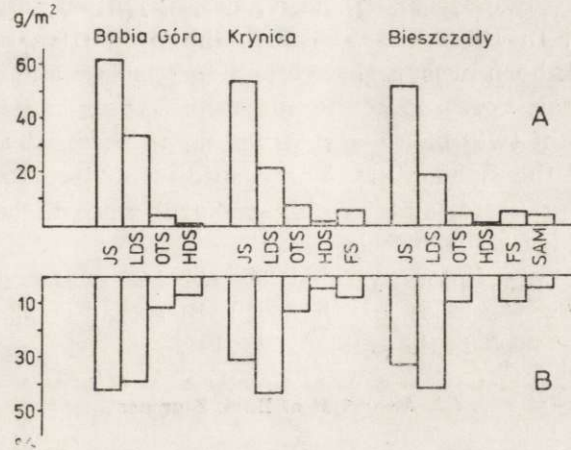 g/m²
Babia Góra Krynica Bieszczady
60
40
20
A
JS LDS OTS HDS JS LDS OTS HDS FS JS LDS OTS HDS FS SAM
10
30
50
B